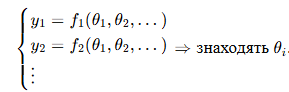 y₁ = f₁(θ₁, θ₂, …)
y₂ = f₂(θ₁, θ₂, …) ⇒ знаходять θᵢ.
⋮